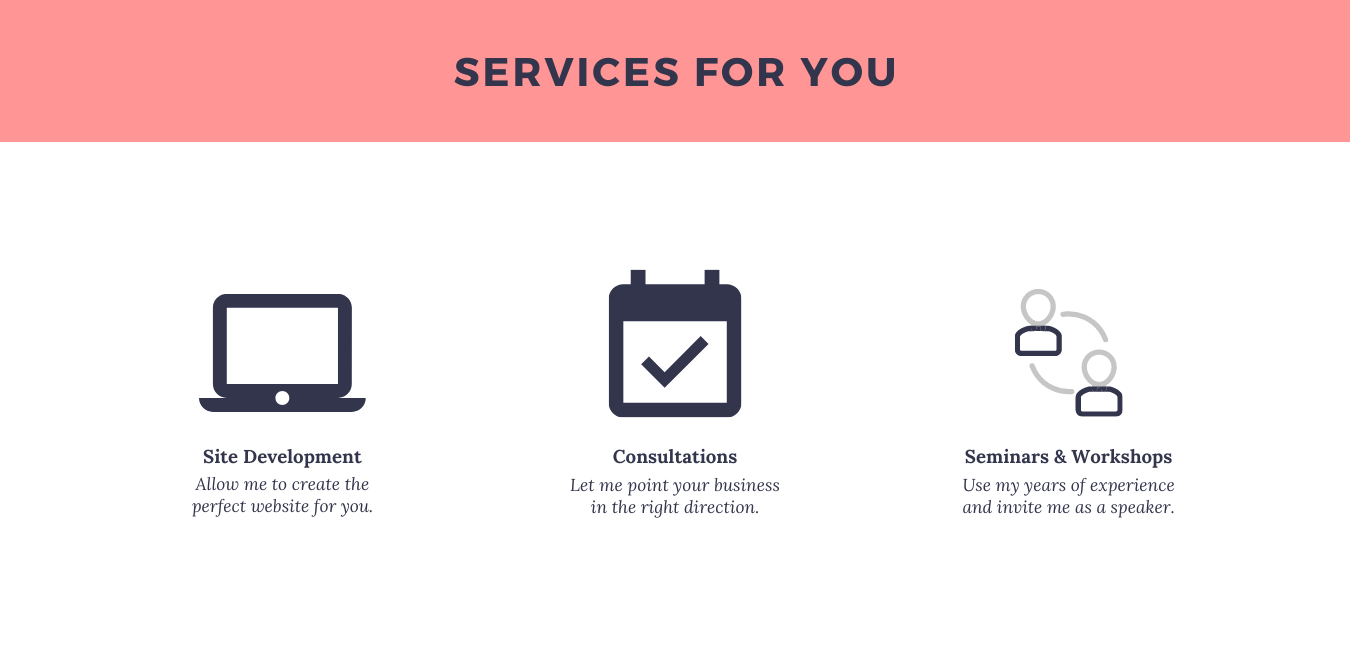 SERVICES FOR YOU
Site Development
Allow me to create the
perfect website for you.
Consultations
Let me point your business
in the right direction.
Seminars & Workshops
Use my years of experience
and invite me as a speaker.